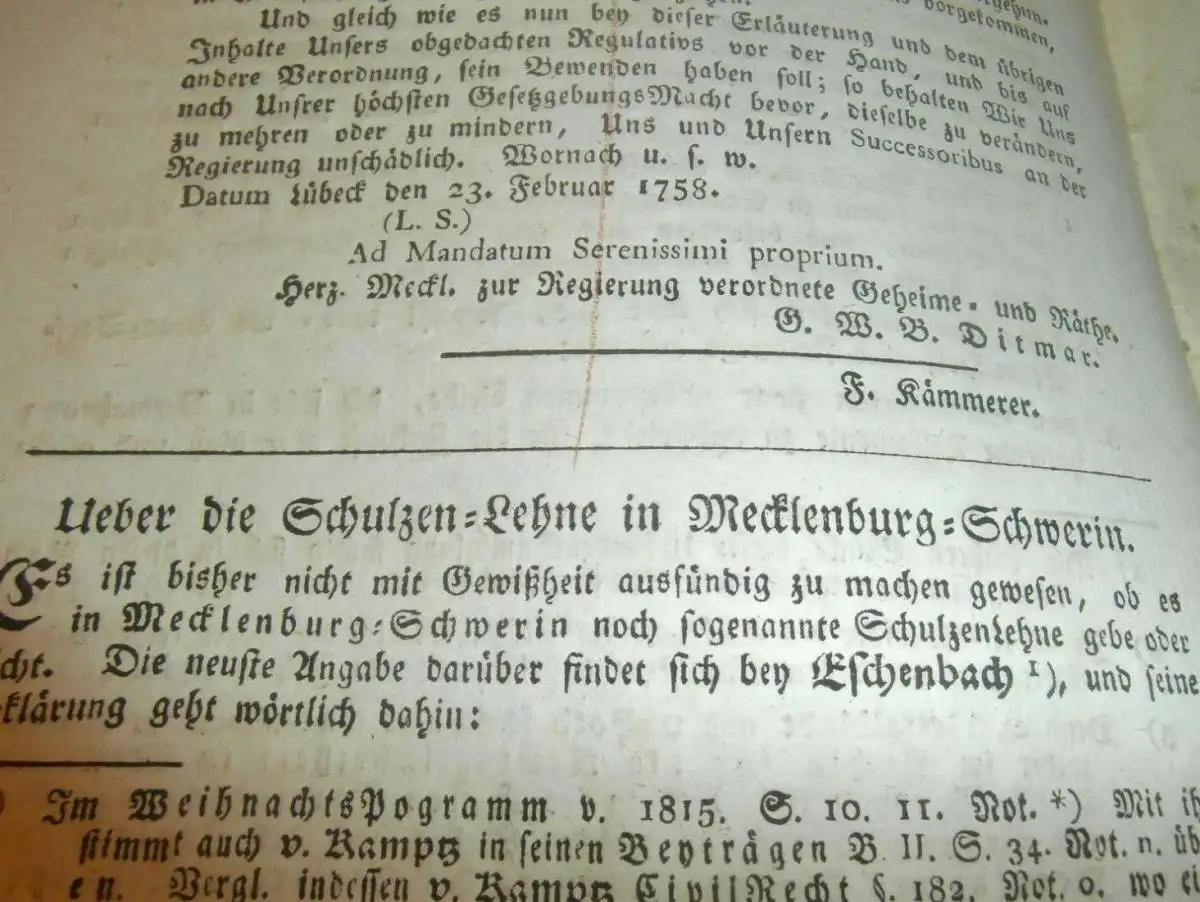 vorgekommen,
Und gleich wie es nun bey dieser Erläuterung und dem übrigen
Inhalte Unsers obgedachten Regulativs vor der Hand, und bis auf
andere Verordnung, sein Bewenden haben soll; so behalten Wir Uns
nach Unsrer höchsten GesetzgebungsMacht bevor, dieselbe zu verändern,
zu mehren oder zu mindern, Uns und Unsern Successoribus an der
Regierung unschädlich. Wornach u. s. w.
Datum Lübeck den 23. Februar 1758.
(L. S.)
Ad Mandatum Serenissimi proprium.
Herz. Meckl. zur Regierung verordnete Geheime- und Räthe.
G. W. B. Ditmar.
F. Kämmerer.
Ueber die Schulzen-Lehne in Mecklenburg-Schwerin.
Es ist bisher nicht mit Gewißheit ausfündig zu machen gewesen, ob es
in Mecklenburg-Schwerin noch sogenannte SchulzenLehne gebe oder
icht. Die neuste Angabe darüber findet sich bey Eschenbach 1), und seine
klärung geht wörtlich dahin:
) Im WeihnachtsPogramm v. 1815. S. 10. 11. Not. *) Mit ih
stimmt auch v. Kamptz in seinen Beyträgen B. II. S. 34. Not. n. üb
en. Vergl. indessen v. Kamptz CivilRecht §. 182. Not. o. wo ei